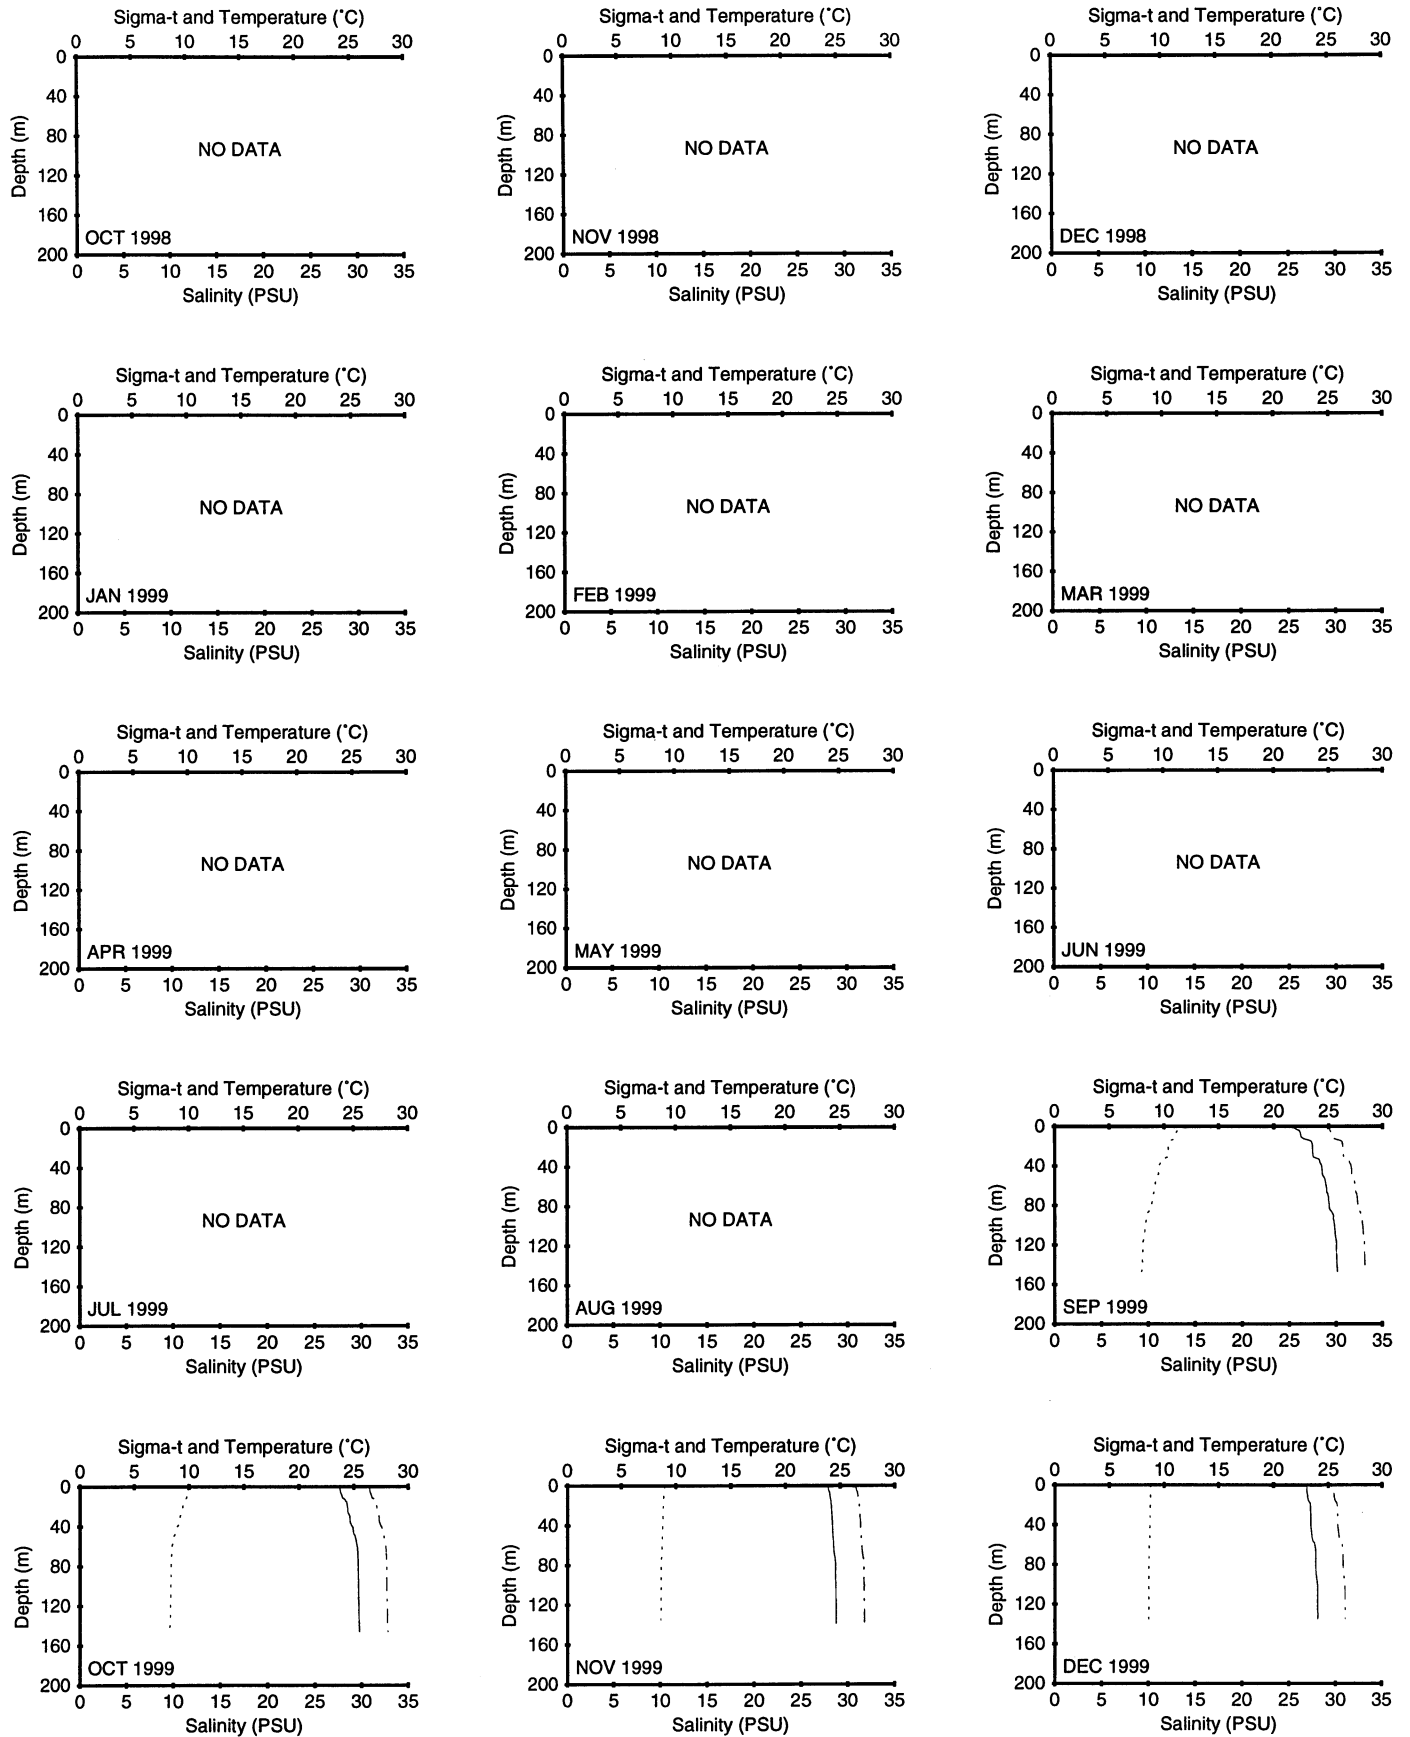 Sigma-t and Temperature (˚C)
0 5 10 15 20 25 30
0
40
80
120
160
200
Depth (m)
NO DATA
OCT 1998
0 5 10 15 20 25 30 35
Salinity (PSU)
Sigma-t and Temperature (˚C)
0 5 10 15 20 25 30
0
40
80
120
160
200
Depth (m)
NO DATA
NOV 1998
0 5 10 15 20 25 30 35
Salinity (PSU)
Sigma-t and Temperature (˚C)
0 5 10 15 20 25 30
0
40
80
120
160
200
Depth (m)
NO DATA
DEC 1998
0 5 10 15 20 25 30 35
Salinity (PSU)
Sigma-t and Temperature (˚C)
0 5 10 15 20 25 30
0
40
80
120
160
200
Depth (m)
NO DATA
JAN 1999
0 5 10 15 20 25 30 35
Salinity (PSU)
Sigma-t and Temperature (˚C)
0 5 10 15 20 25 30
0
40
80
120
160
200
Depth (m)
NO DATA
FEB 1999
0 5 10 15 20 25 30 35
Salinity (PSU)
Sigma-t and Temperature (˚C)
0 5 10 15 20 25 30
0
40
80
120
160
200
Depth (m)
NO DATA
MAR 1999
0 5 10 15 20 25 30 35
Salinity (PSU)
Sigma-t and Temperature (˚C)
0 5 10 15 20 25 30
0
40
80
120
160
200
Depth (m)
NO DATA
APR 1999
0 5 10 15 20 25 30 35
Salinity (PSU)
Sigma-t and Temperature (˚C)
0 5 10 15 20 25 30
0
40
80
120
160
200
Depth (m)
NO DATA
MAY 1999
0 5 10 15 20 25 30 35
Salinity (PSU)
Sigma-t and Temperature (˚C)
0 5 10 15 20 25 30
0
40
80
120
160
200
Depth (m)
NO DATA
JUN 1999
0 5 10 15 20 25 30 35
Salinity (PSU)
Sigma-t and Temperature (˚C)
0 5 10 15 20 25 30
0
40
80
120
160
200
Depth (m)
NO DATA
JUL 1999
0 5 10 15 20 25 30 35
Salinity (PSU)
Sigma-t and Temperature (˚C)
0 5 10 15 20 25 30
0
40
80
120
160
200
Depth (m)
NO DATA
AUG 1999
0 5 10 15 20 25 30 35
Salinity (PSU)
Sigma-t and Temperature (˚C)
0 5 10 15 20 25 30
0
40
80
120
160
200
Depth (m)
SEP 1999
0 5 10 15 20 25 30 35
Salinity (PSU)
Sigma-t and Temperature (˚C)
0 5 10 15 20 25 30
0
40
80
120
160
200
Depth (m)
OCT 1999
0 5 10 15 20 25 30 35
Salinity (PSU)
Sigma-t and Temperature (˚C)
0 5 10 15 20 25 30
0
40
80
120
160
200
Depth (m)
NOV 1999
0 5 10 15 20 25 30 35
Salinity (PSU)
Sigma-t and Temperature (˚C)
0 5 10 15 20 25 30
0
40
80
120
160
200
Depth (m)
DEC 1999
0 5 10 15 20 25 30 35
Salinity (PSU)